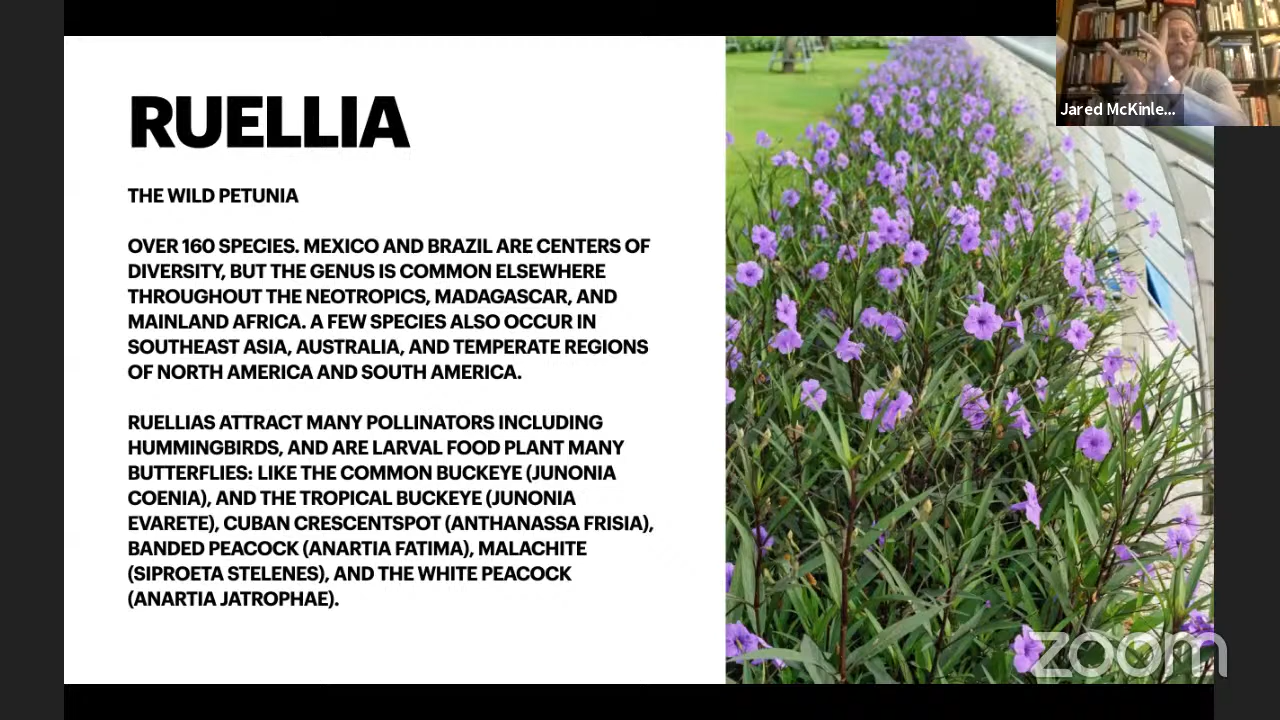 RUELLIA
THE WILD PETUNIA
OVER 160 SPECIES. MEXICO AND BRAZIL ARE CENTERS OF
DIVERSITY, BUT THE GENUS IS COMMON ELSEWHERE
THROUGHOUT THE NEOTROPICS, MADAGASCAR, AND
MAINLAND AFRICA. A FEW SPECIES ALSO OCCUR IN
SOUTHEAST ASIA, AUSTRALIA, AND TEMPERATE REGIONS
OF NORTH AMERICA AND SOUTH AMERICA.
RUELLIAS ATTRACT MANY POLLINATORS INCLUDING
HUMMINGBIRDS, AND ARE LARVAL FOOD PLANT MANY
BUTTERFLIES: LIKE THE COMMON BUCKEYE (JUNONIA
COENIA), AND THE TROPICAL BUCKEYE (JUNONIA
EVARETE), CUBAN CRESCENTSPOT (ANTHANASSA FRISIA),
BANDED PEACOCK (ANARTIA FATIMA), MALACHITE
(SIPROETA STELENES), AND THE WHITE PEACOCK
(ANARTIA JATROPHAE).
Jared McKinle...
zoom